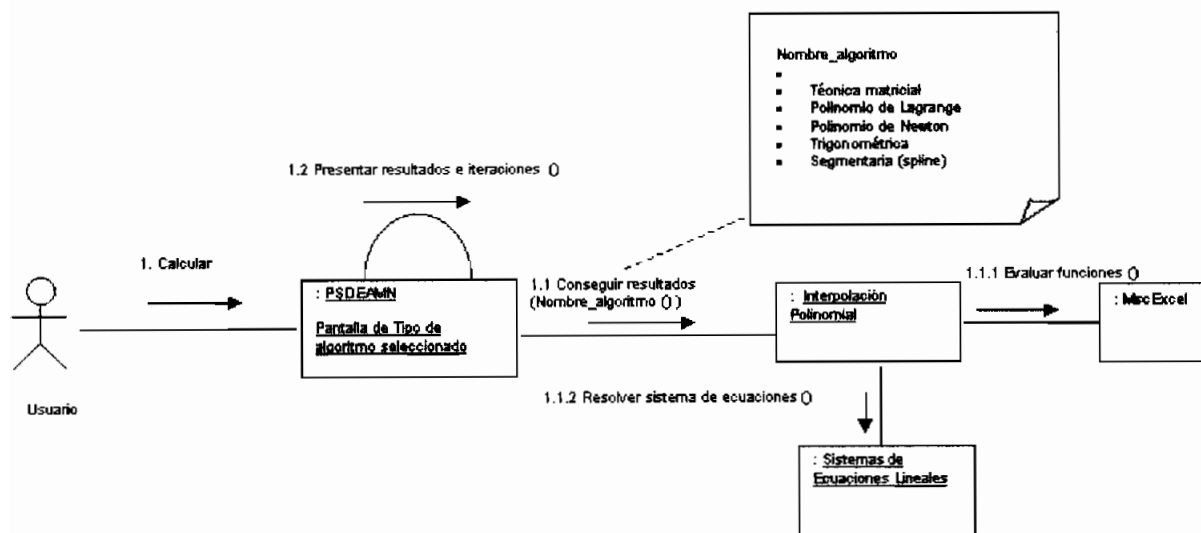 Nombre_algoritmo
Técnica matricial
Polinomio de Lagrange
Polinomio de Newton
Trigonométrica
Segmentaria (spline)
1.2 Presentar resultados e iteraciones ()
1. Calcular
1.1 Conseguir resultados
(Nombre_algoritmo () )
1.1.1 Evaluar funciones ()
: PSDEAMN
Pantalla de Tipo de
algoritmo seleccionado
: Interpolación
Polinomial
: MscExcel
1.1.2 Resolver sistema de ecuaciones ()
Usuario
: Sistemas de
Ecuaciones Lineales